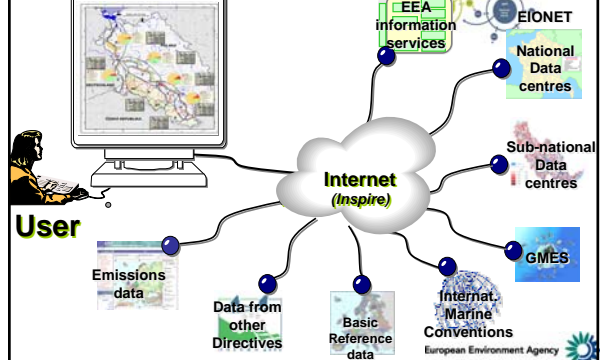 EEA
information
services
EIONET
National
Data
centres
Sub-national
Data
centres
Internet
(Inspire)
User
GMES
Emissions
data
Data from
other
Directives
Basic
Reference
data
Internat.
Marine
Conventions
European Environment Agency